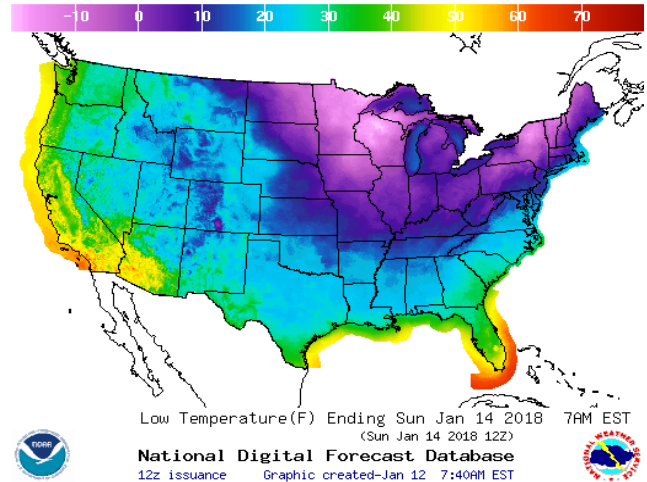 -10 0 10 20 30 40 50 60 70
Low Temperature(F) Ending Sun Jan 14 2018 7AM EST
(Sun Jan 14 2018 12Z)
National Digital Forecast Database
12z issuance Graphic created-Jan 12 7:40AM EST
NOAA